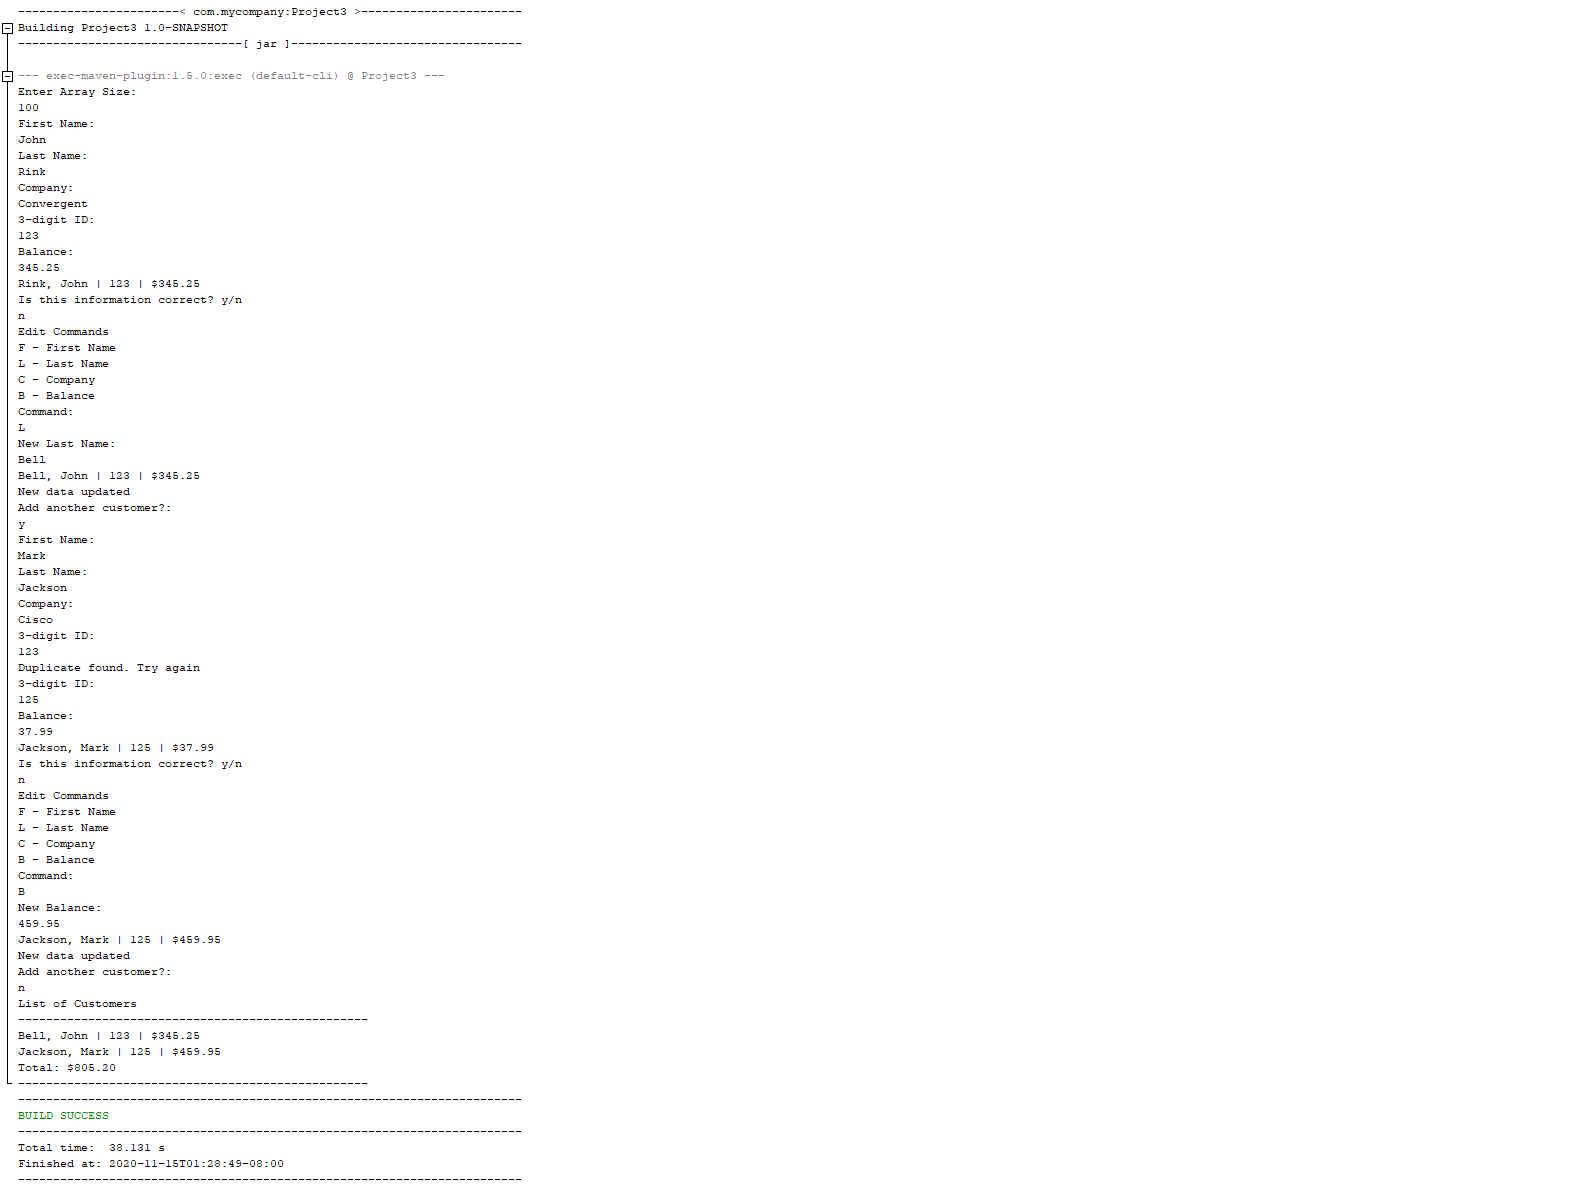 -----------------------< com.mycompany:Project3 >-----------------------
Building Project3 1.0-SNAPSHOT
--------------------------------[ jar ]---------------------------------
--- exec-maven-plugin:1.5.0:exec (default-cli) @ Project3 ---
Enter Array Size:
100
First Name:
John
Last Name:
Rink
Company:
Convergent
3-digit ID:
123
Balance:
345.25
Rink, John | 123 | $345.25
Is this information correct? y/n
n
Edit Commands
F - First Name
L - Last Name
C - Company
B - Balance
Command:
L
New Last Name:
Bell
Bell, John | 123 | $345.25
New data updated
Add another customer?:
y
First Name:
Mark
Last Name:
Jackson
Company:
Cisco
3-digit ID:
123
Duplicate found. Try again
3-digit ID:
125
Balance:
37.99
Jackson, Mark | 125 | $37.99
Is this information correct? y/n
n
Edit Commands
F - First Name
L - Last Name
C - Company
B - Balance
Command:
B
New Balance:
459.95
Jackson, Mark | 125 | $459.95
New data updated
Add another customer?:
n
List of Customers
--------------------------------------------------
Bell, John | 123 | $345.25
Jackson, Mark | 125 | $459.95
Total: $805.20
--------------------------------------------------
------------------------------------------------------------------------
BUILD SUCCESS
------------------------------------------------------------------------
Total time:  38.131 s
Finished at: 2020-11-15T01:28:49-08:00
------------------------------------------------------------------------